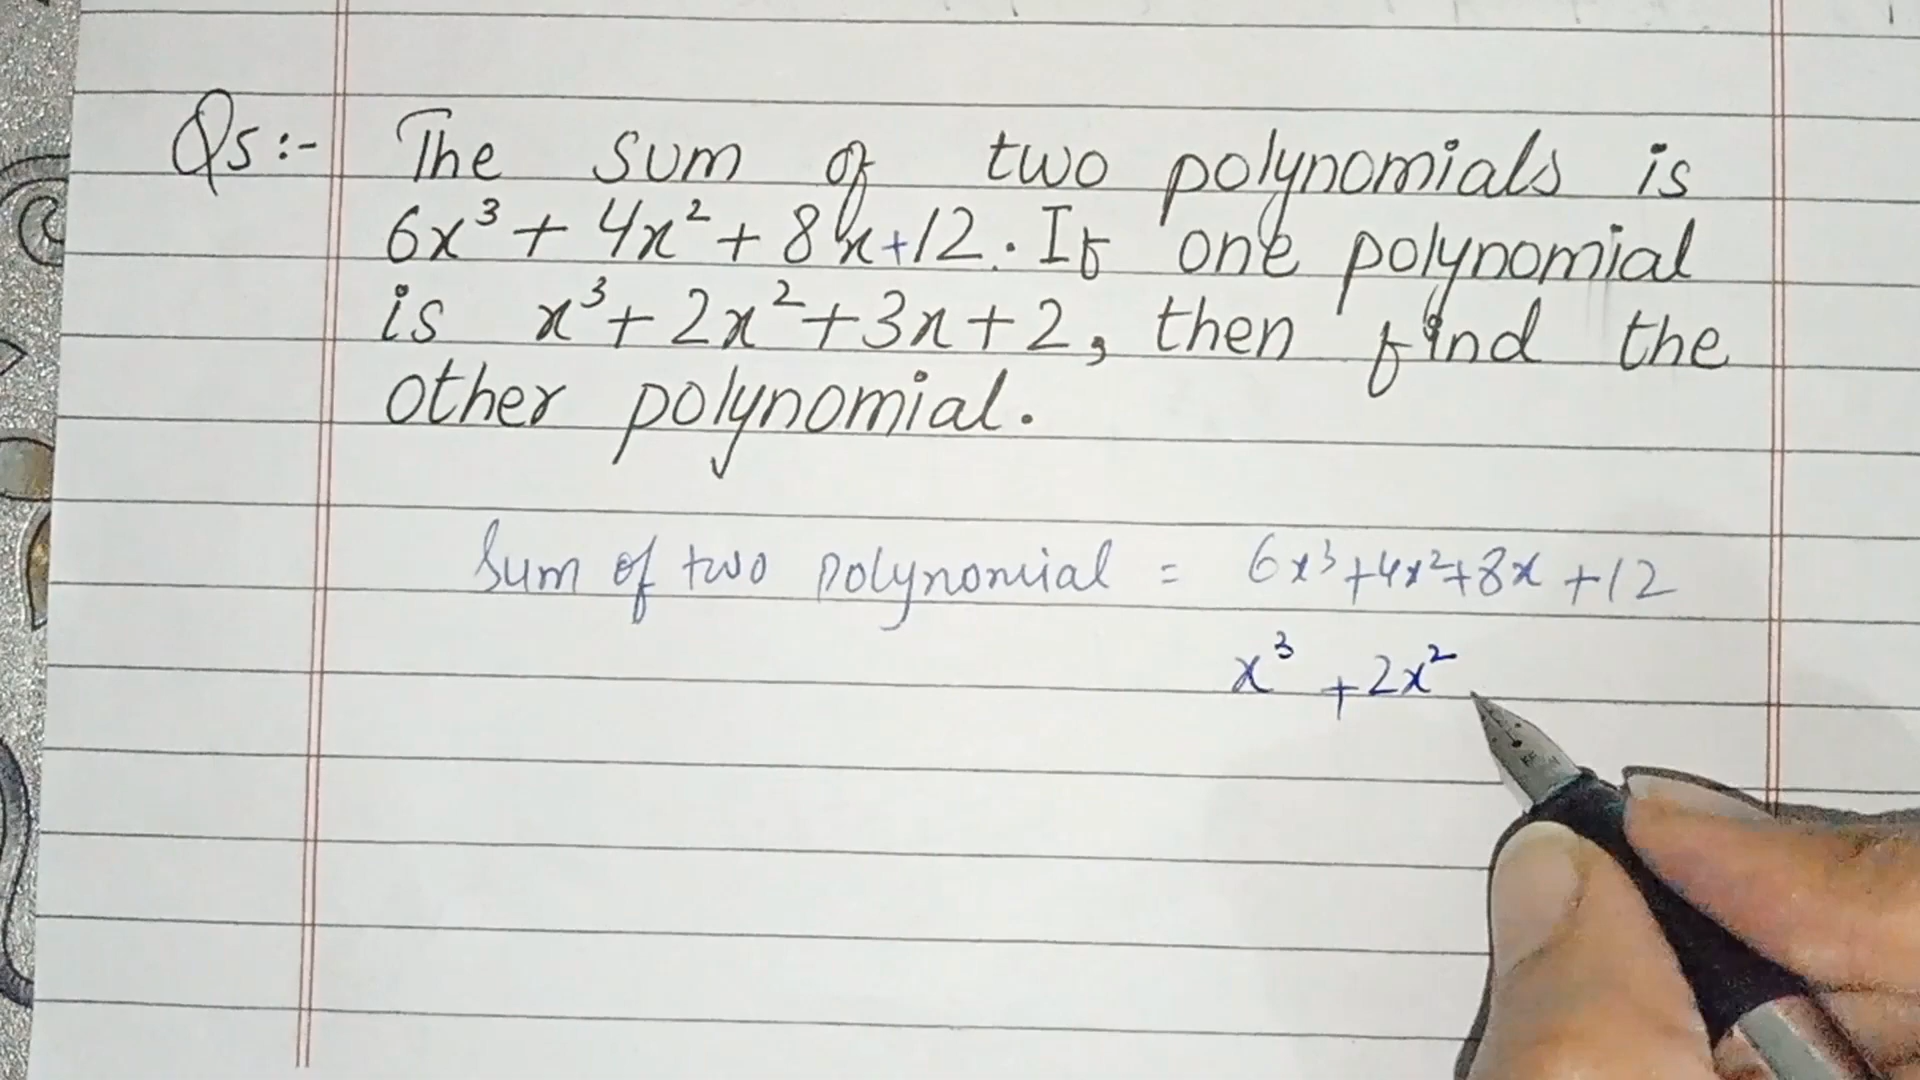 Q5:- The sum of two polynomials is
6x³ + 4x² + 8x + 12. If one polynomial
is x³ + 2x² + 3x + 2, then find the
other polynomial.
Sum of two polynomial = 6x³ + 4x² + 8x + 12
x³ + 2x²